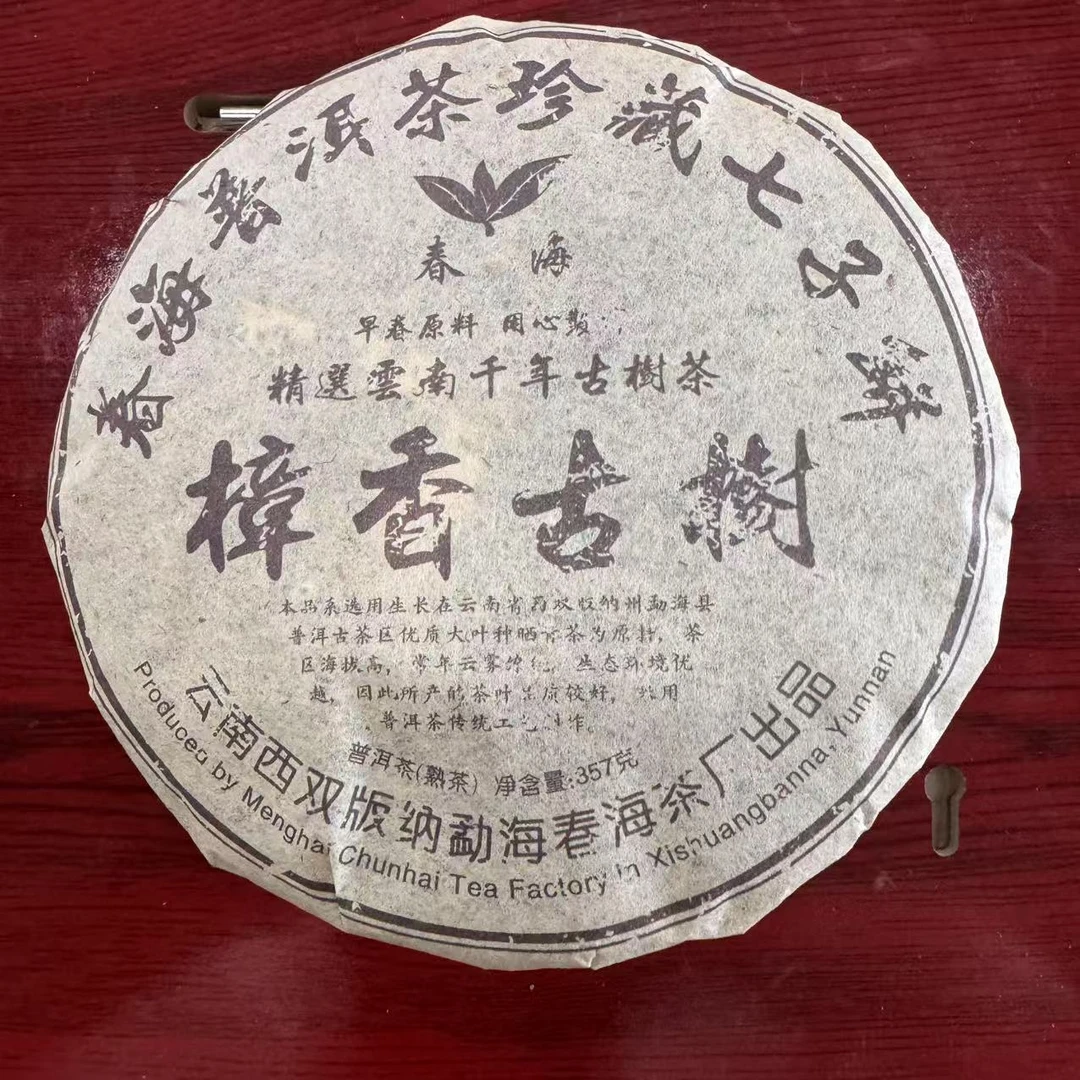 春海普洱茶珍藏七子餅
春 海
早春原料 用心製
精選雲南千年古樹茶
樟香古樹
本品系选用生长在云南省西双版纳州勐海县
普洱古茶区优质大叶种晒青茶为原料，茶
区海拔高，常年云雾缭绕，生态环境优
越，因此所产的茶叶品质较好，采用
普洱茶传统工艺制作。
普洱茶(熟茶) 净含量:357克
云南西双版纳勐海春海茶厂出品
Produced by Menghai Chunhai Tea Factory in Xishuangbanna, Yunnan